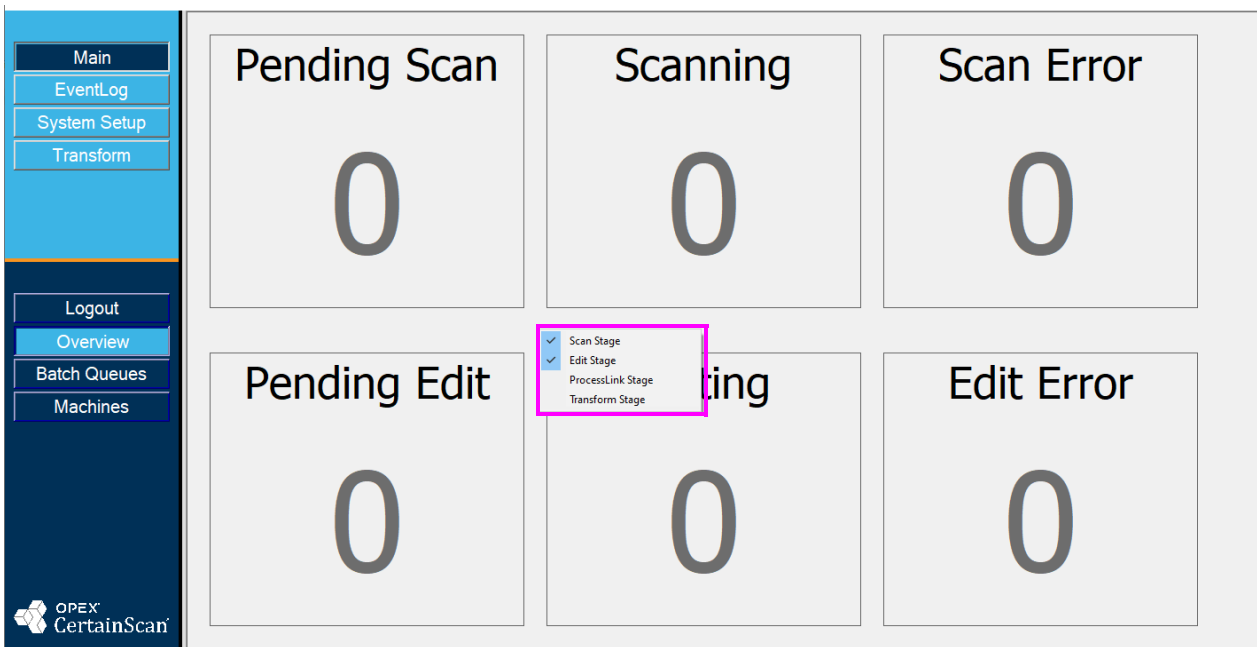 Main
EventLog
System Setup
Transform
Logout
Overview
Batch Queues
Machines
OPEX
CertainScan
Pending Scan
0
Scanning
0
Scan Error
0
Scan Stage
Edit Stage
ProcessLink Stage
Transform Stage
Pending Edit
0
ting
0
Edit Error
0